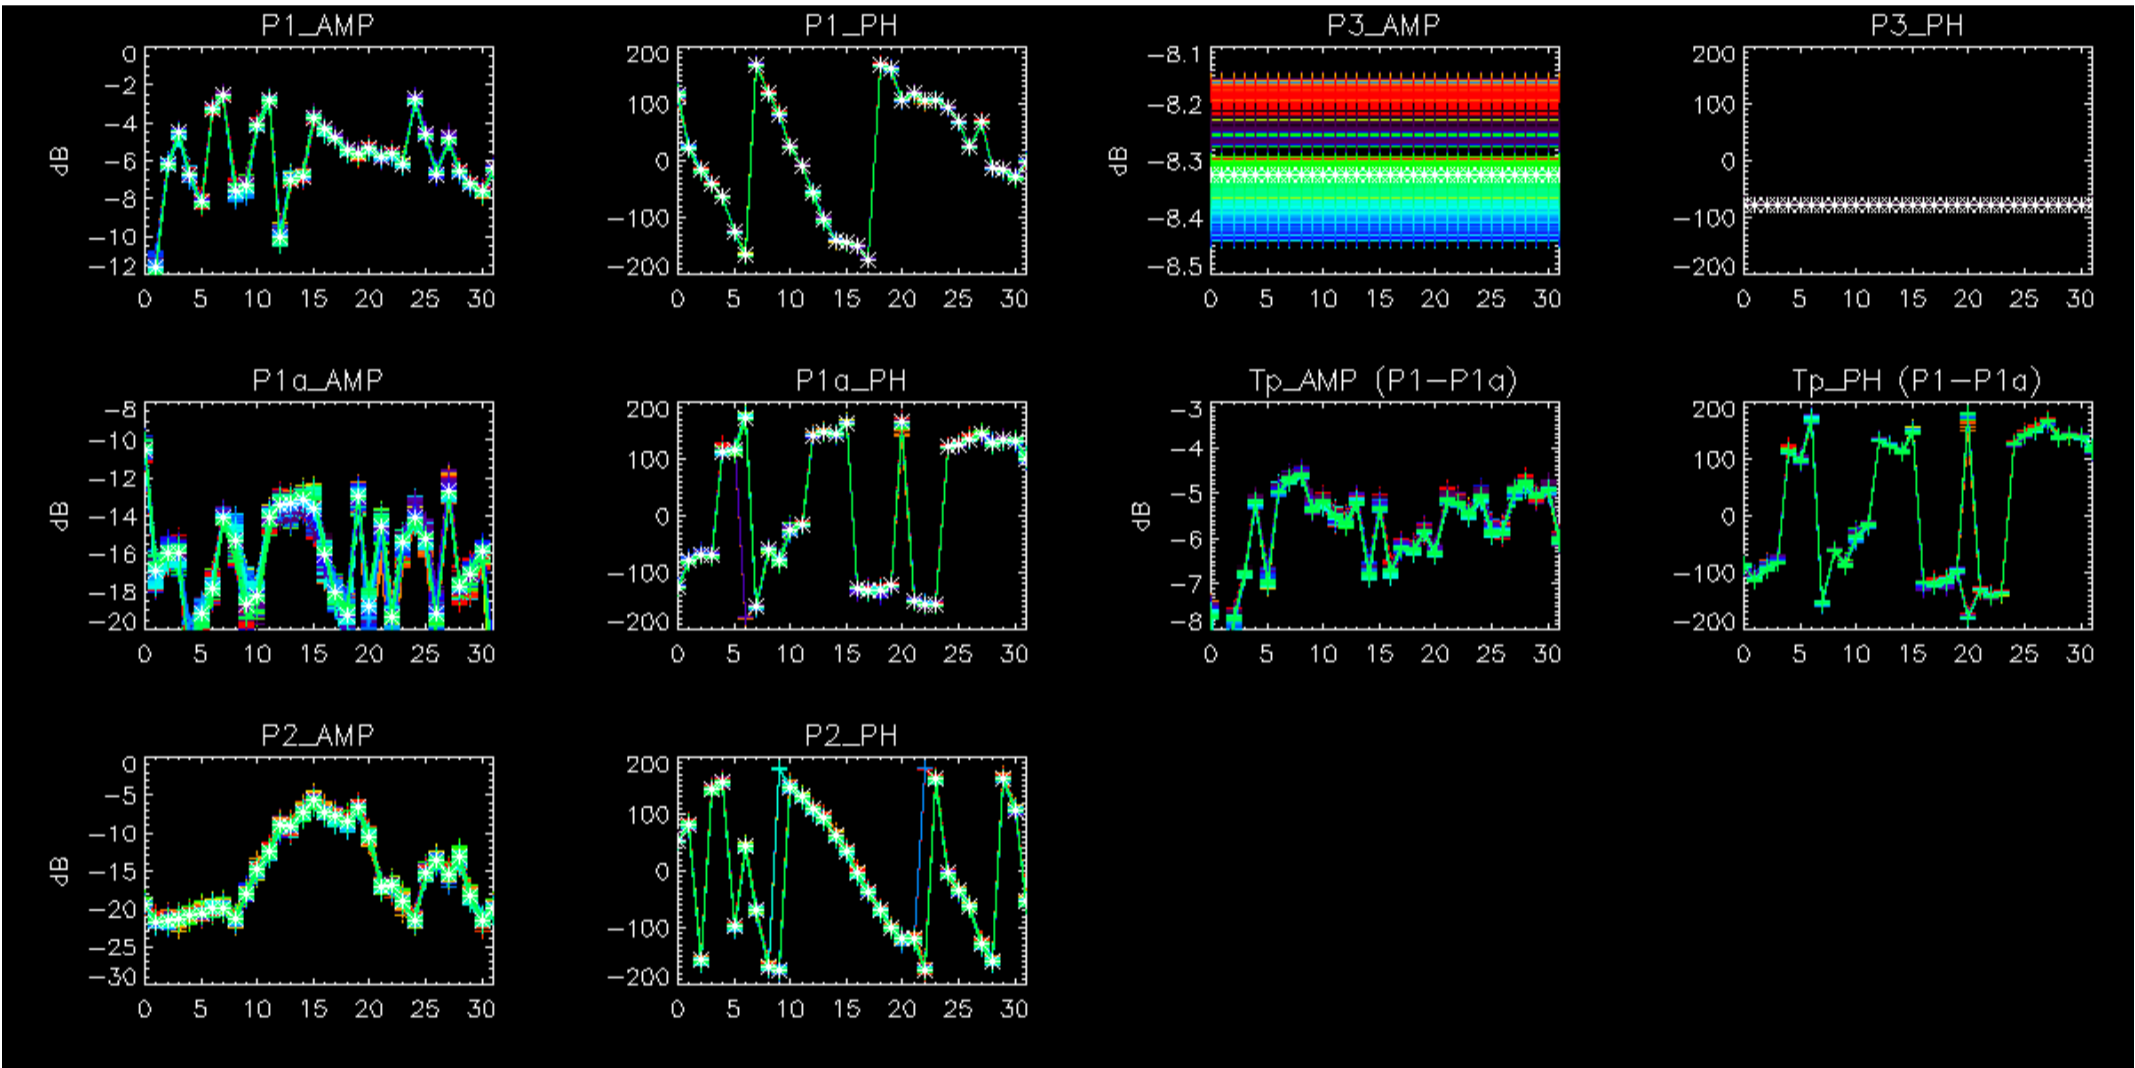 P1_AMP P1_PH P3_AMP P3_PH
0 200 -8.1 200
-2
-4 100 -8.2 100
dB -6 0 dB -8.3 0
-8
-10 -100 -8.4 -100
-12 -200 -8.5 -200
0 5 10 15 20 25 30 0 5 10 15 20 25 30 0 5 10 15 20 25 30 0 5 10 15 20 25 30
P1a_AMP P1a_PH Tp_AMP (P1-P1a) Tp_PH (P1-P1a)
-8 200 -3 200
-10 100 -4 100
-12
dB -14 0 dB -5 0
-16 -6
-18 -100 -7 -100
-20 -200 -8 -200
0 5 10 15 20 25 30 0 5 10 15 20 25 30 0 5 10 15 20 25 30 0 5 10 15 20 25 30
P2_AMP P2_PH
0 200
-5 100
-10
dB -15 0
-20 -100
-25
-30 -200
0 5 10 15 20 25 30 0 5 10 15 20 25 30